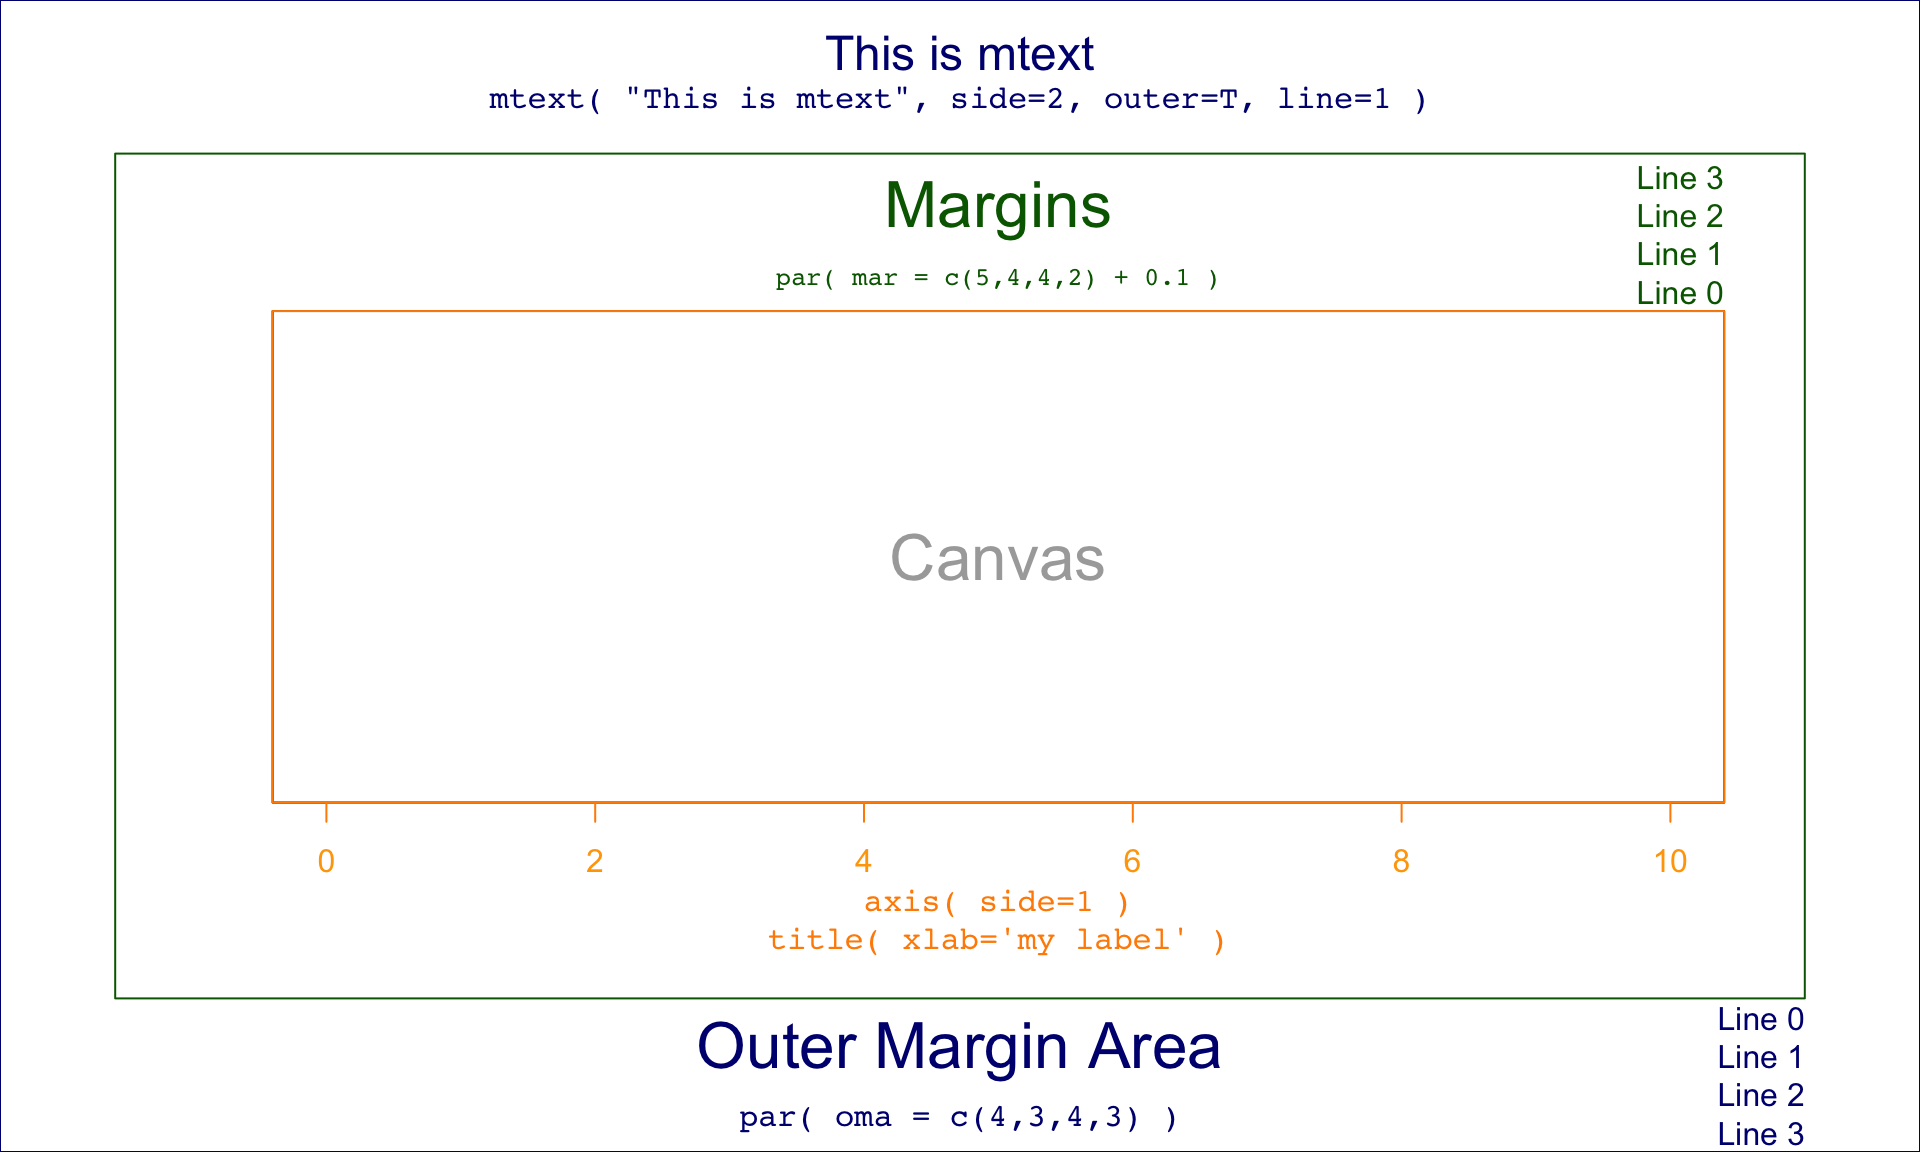 This is mtext
mtext( "This is mtext", side=2, outer=T, line=1 )
Margins
par( mar = c(5,4,4,2) + 0.1 )
Line 3
Line 2
Line 1
Line 0
Canvas
0 2 4 6 8 10
axis( side=1 )
title( xlab='my label' )
Outer Margin Area
par( oma = c(4,3,4,3) )
Line 0
Line 1
Line 2
Line 3